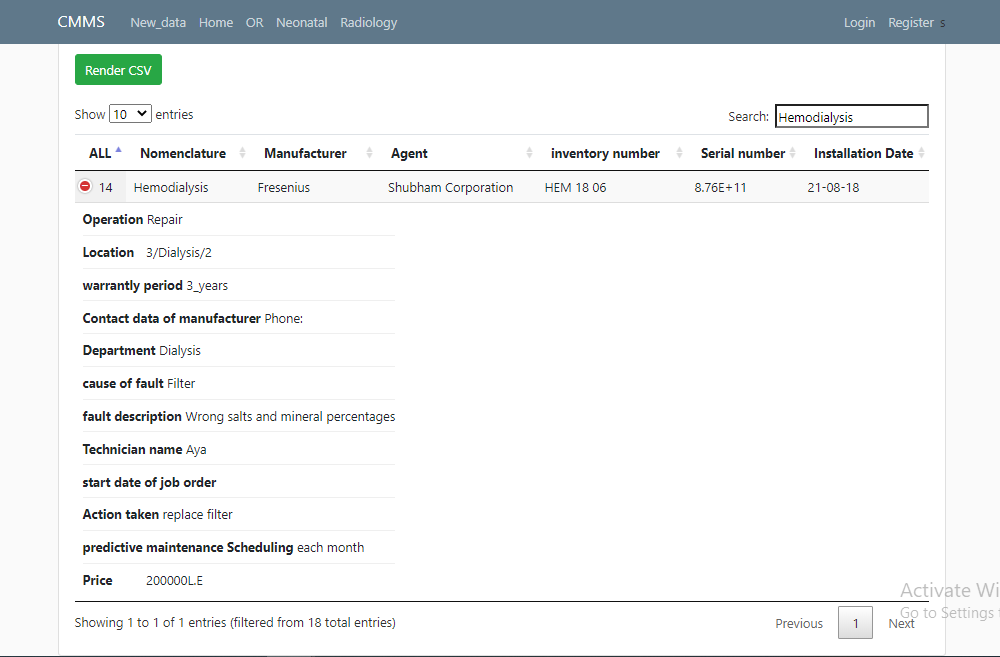 CMMS New_data Home OR Neonatal Radiology Login Register s
Render CSV
Show 10 entries Search: Hemodialysis
ALL Nomenclature Manufacturer Agent inventory number Serial number Installation Date
14 Hemodialysis Fresenius Shubham Corporation HEM 18 06 8.76E+11 21-08-18
Operation Repair
Location 3/Dialysis/2
warrantly period 3_years
Contact data of manufacturer Phone:
Department Dialysis
cause of fault Filter
fault description Wrong salts and mineral percentages
Technician name Aya
start date of job order
Action taken replace filter
predictive maintenance Scheduling each month
Price 200000L.E
Activate Wi
Go to Settings t
Showing 1 to 1 of 1 entries (filtered from 18 total entries) Previous 1 Next